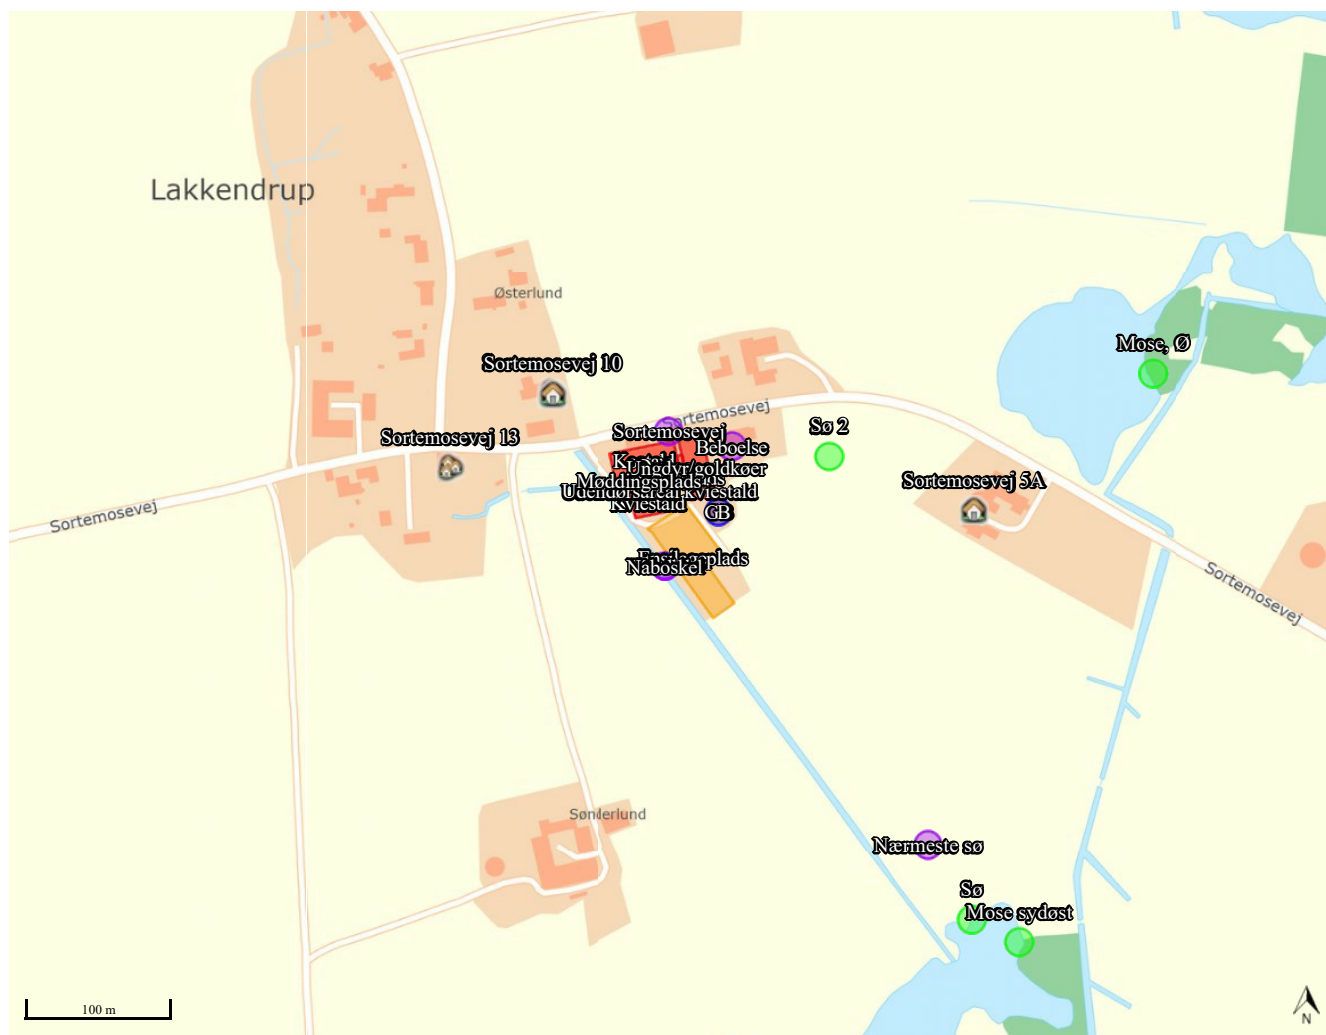 Lakkendrup
Østerlund
Mose, Ø
Sortemosevej 10
Sortemosevej
Sø 2
Sortemosevej
Sortemosevej 13
Beboelse
Ungdyr/goldkøer
Møddingsplads
Sortemosevej 5A
Kviestald
GB
Sortemosevej
Naboskel
Sortemosevej
Sønderlund
Nærmeste sø
Sø
Mose sydøst
100 m
N